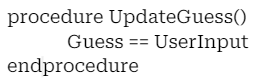 procedure UpdateGuess()
Guess == UserInput
endprocedure